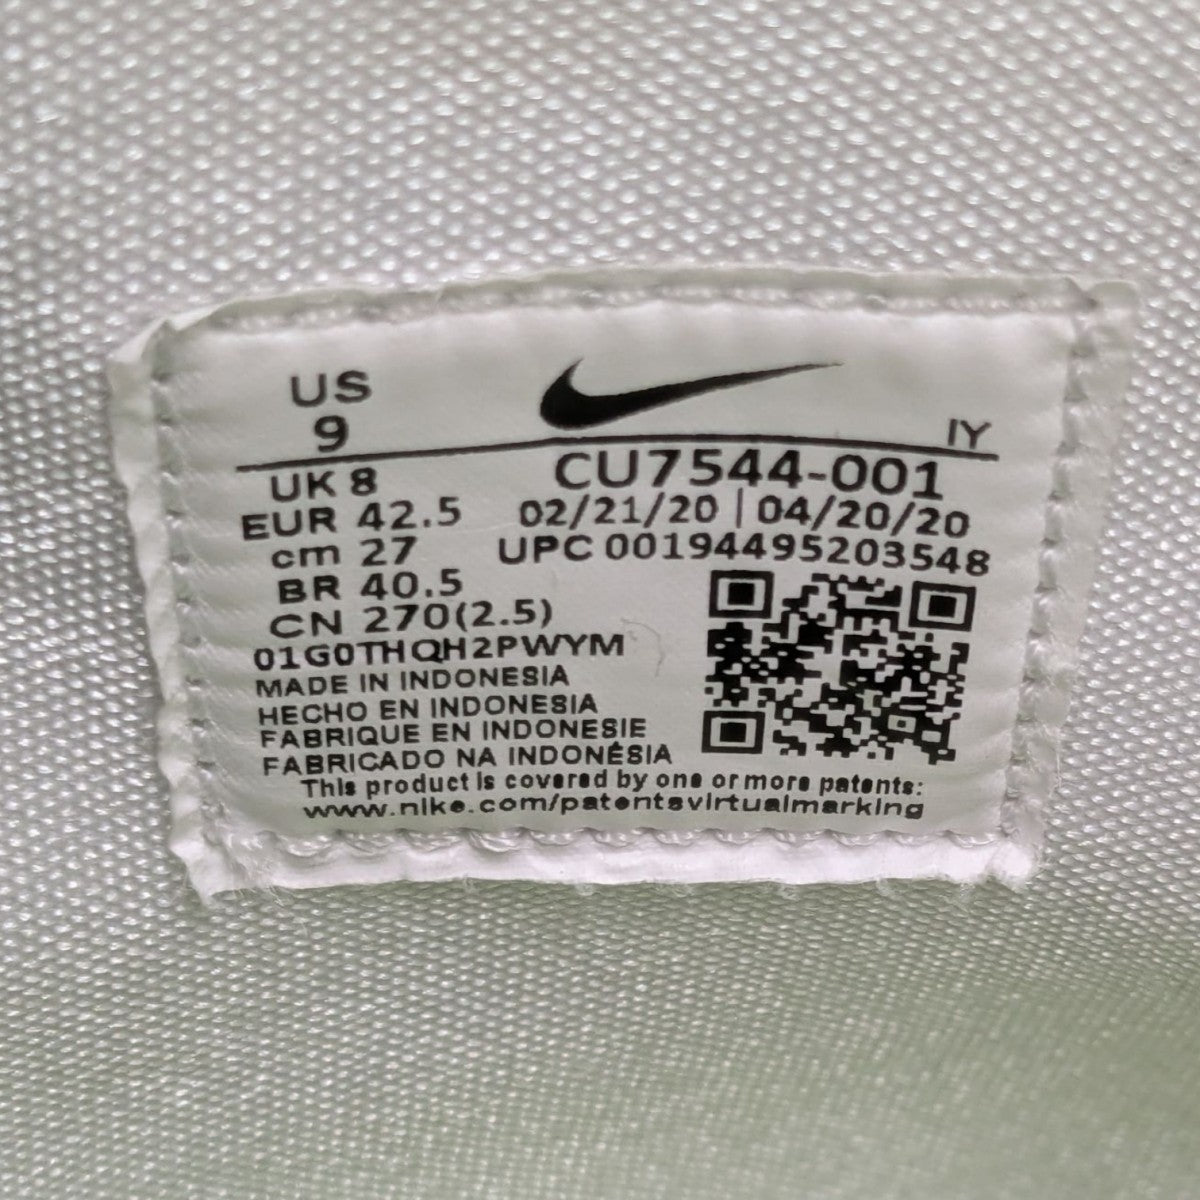 US
9
IY
UK 8
CU7544-001
EUR 42.5
02/21/20 | 04/20/20
cm 27
UPC 00194495203548
BR 40.5
CN 270(2.5)
01G0THQH2PWYM
MADE IN INDONESIA
HECHO EN INDONESIA
FABRIQUE EN INDONESIE
FABRICADO NA INDONÉSIA
This product is covered by one or more patents:
www.nike.com/patentsvirtualmarking